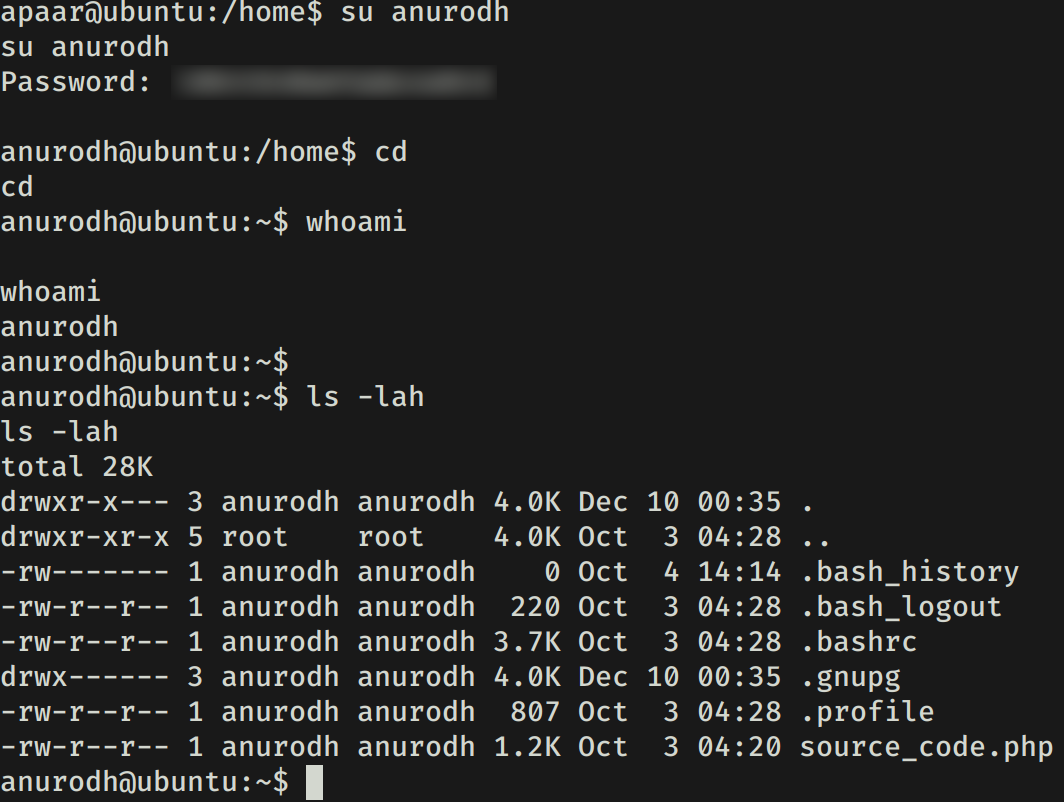 apaar@ubuntu:/home$ su anurodh
su anurodh
Password:
anurodh@ubuntu:/home$ cd
cd
anurodh@ubuntu:~$ whoami
whoami
anurodh
anurodh@ubuntu:~$
anurodh@ubuntu:~$ ls -lah
ls -lah
total 28K
drwxr-x--- 3 anurodh anurodh 4.0K Dec 10 00:35 .
drwxr-xr-x 5 root    root    4.0K Oct  3 04:28 ..
-rw------- 1 anurodh anurodh    0 Oct  4 14:14 .bash_history
-rw-r--r-- 1 anurodh anurodh  220 Oct  3 04:28 .bash_logout
-rw-r--r-- 1 anurodh anurodh 3.7K Oct  3 04:28 .bashrc
drwx------ 3 anurodh anurodh 4.0K Dec 10 00:35 .gnupg
-rw-r--r-- 1 anurodh anurodh  807 Oct  3 04:28 .profile
-rw-r--r-- 1 anurodh anurodh 1.2K Oct  3 04:20 source_code.php
anurodh@ubuntu:~$